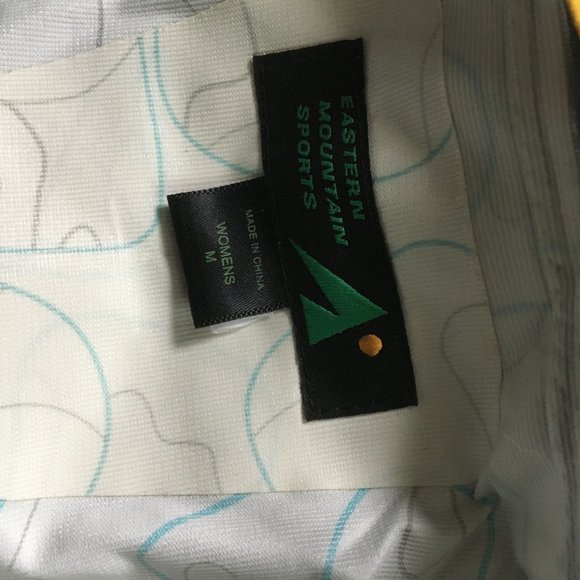 EASTERN
MOUNTAIN
SPORTS
MADE IN CHINA
WOMENS
M